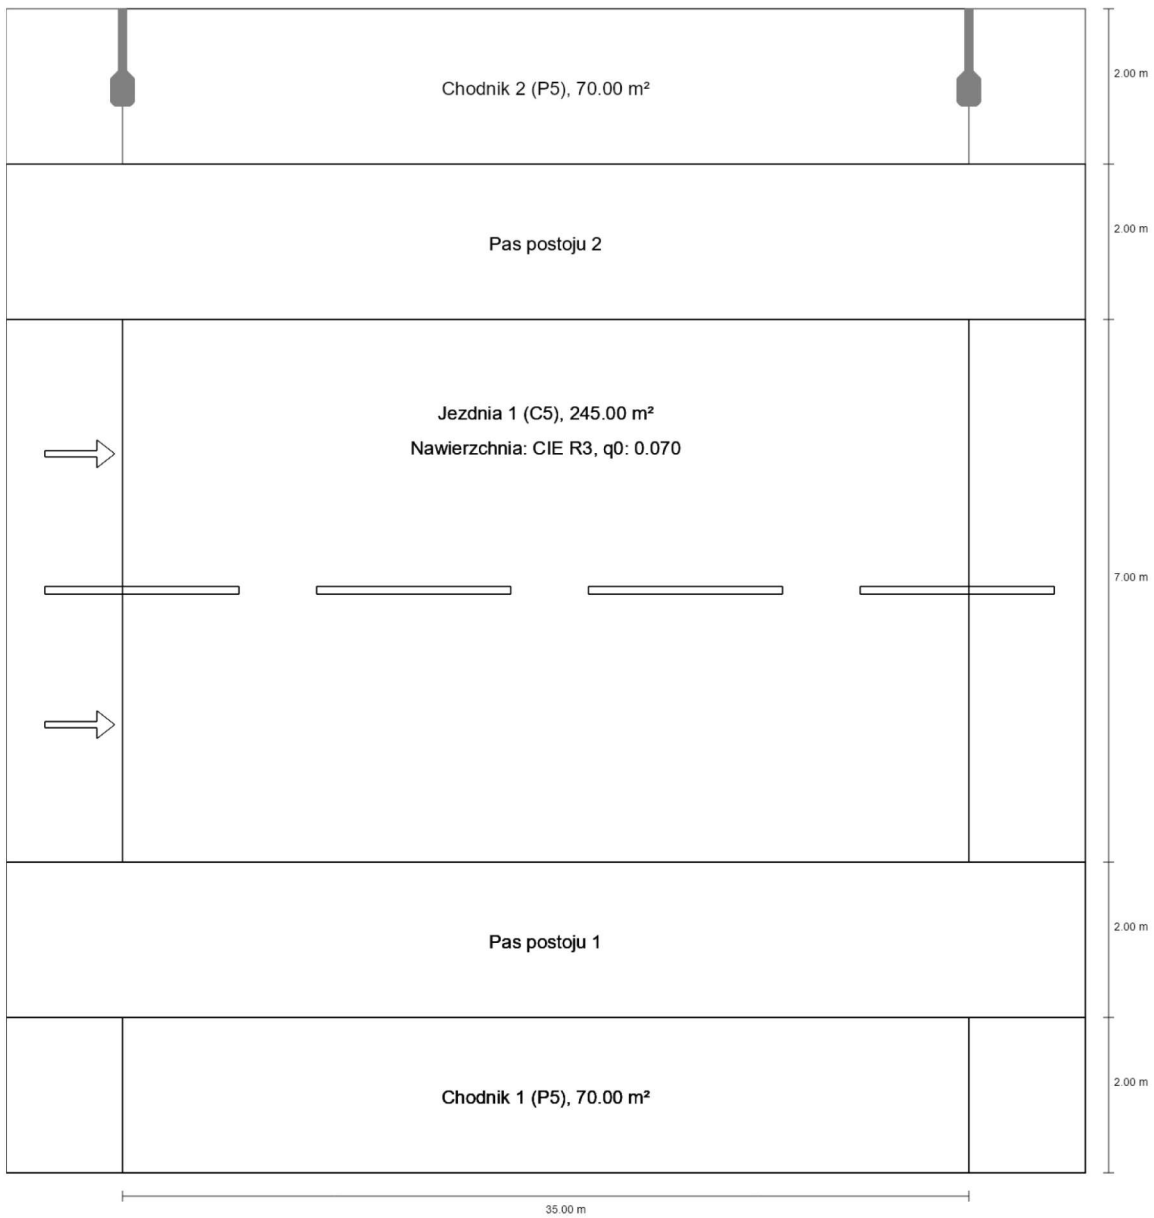 2.00 m
Chodnik 2 (P5), 70.00 m²
2.00 m
Pas postoju 2
Jezdnia 1 (C5), 245.00 m²
Nawierzchnia: CIE R3, q0: 0.070
7.00 m
2.00 m
Pas postoju 1
2.00 m
Chodnik 1 (P5), 70.00 m²
35.00 m